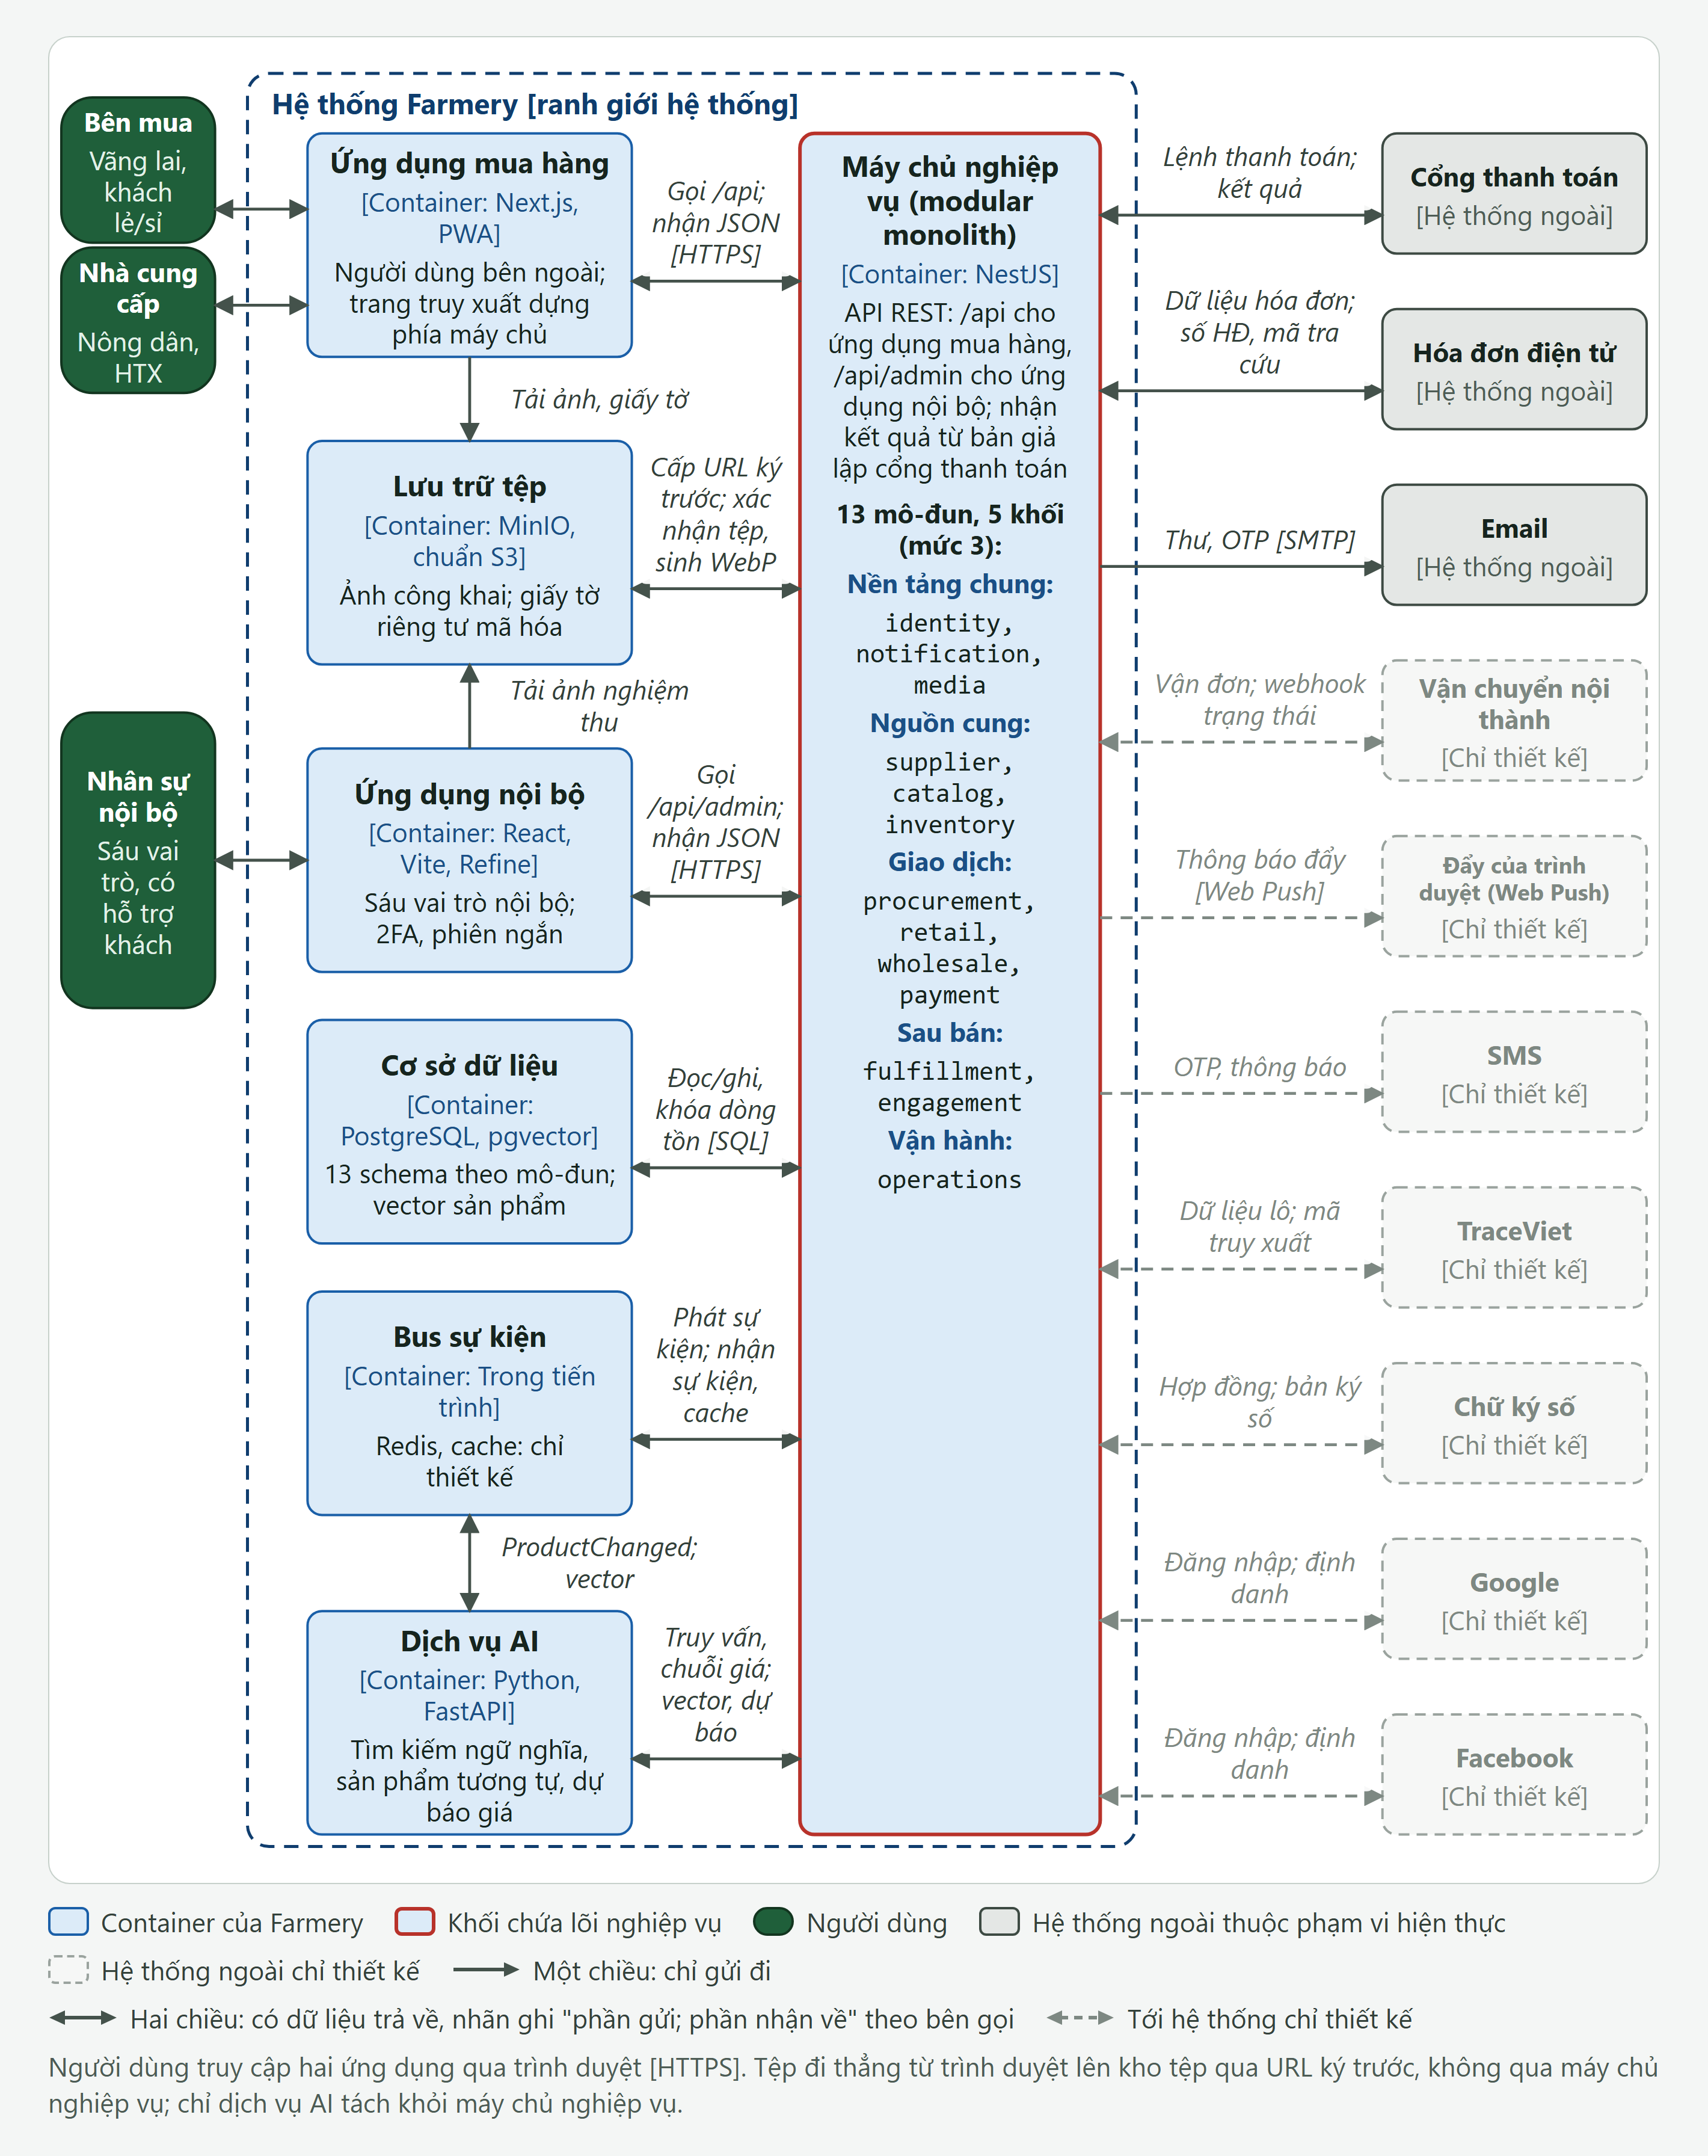 Hệ thống Farmery [ranh giới hệ thống]
Bên mua
Vãng lai,
khách
lẻ/sỉ
Nhà cung
cấp
Nông dân,
HTX
Nhân sự
nội bộ
Sáu vai
trò, có
hỗ trợ
khách
Ứng dụng mua hàng
[Container: Next.js,
PWA]
Người dùng bên ngoài;
trang truy xuất dựng
phía máy chủ
Tải ảnh, giấy tờ
Lưu trữ tệp
[Container: MinIO,
chuẩn S3]
Ảnh công khai; giấy tờ
riêng tư mã hóa
Tải ảnh nghiệm
thu
Ứng dụng nội bộ
[Container: React,
Vite, Refine]
Sáu vai trò nội bộ;
2FA, phiên ngắn
Cơ sở dữ liệu
[Container:
PostgreSQL, pgvector]
13 schema theo mô-đun;
vector sản phẩm
Bus sự kiện
[Container: Trong tiến
trình]
Redis, cache: chỉ
thiết kế
ProductChanged;
vector
Dịch vụ AI
[Container: Python,
FastAPI]
Tìm kiếm ngữ nghĩa,
sản phẩm tương tự, dự
báo giá
Gọi /api;
nhận JSON
[HTTPS]
Cấp URL ký
trước; xác
nhận tệp,
sinh WebP
Gọi
/api/admin;
nhận JSON
[HTTPS]
Đọc/ghi,
khóa dòng
tồn [SQL]
Phát sự
kiện; nhận
sự kiện,
cache
Truy vấn,
chuỗi giá;
vector, dự
báo
Máy chủ nghiệp
vụ (modular
monolith)
[Container: NestJS]
API REST: /api cho
ứng dụng mua hàng,
/api/admin cho ứng
dụng nội bộ; nhận
kết quả từ bản giả
lập cổng thanh toán
13 mô-đun, 5 khối
(mức 3):
Nền tảng chung:
identity,
notification,
media
Nguồn cung:
supplier,
catalog,
inventory
Giao dịch:
procurement,
retail,
wholesale,
payment
Sau bán:
fulfillment,
engagement
Vận hành:
operations
Lệnh thanh toán;
kết quả
Cổng thanh toán
[Hệ thống ngoài]
Dữ liệu hóa đơn;
số HĐ, mã tra
cứu
Hóa đơn điện tử
[Hệ thống ngoài]
Thư, OTP [SMTP]
Email
[Hệ thống ngoài]
Vận đơn; webhook
trạng thái
Vận chuyển nội
thành
[Chỉ thiết kế]
Thông báo đẩy
[Web Push]
Đẩy của trình
duyệt (Web Push)
[Chỉ thiết kế]
OTP, thông báo
SMS
[Chỉ thiết kế]
Dữ liệu lô; mã
truy xuất
TraceViet
[Chỉ thiết kế]
Hợp đồng; bản ký
số
Chữ ký số
[Chỉ thiết kế]
Đăng nhập; định
danh
Google
[Chỉ thiết kế]
Đăng nhập; định
danh
Facebook
[Chỉ thiết kế]
Container của Farmery
Khối chứa lõi nghiệp vụ
Người dùng
Hệ thống ngoài thuộc phạm vi hiện thực
Hệ thống ngoài chỉ thiết kế
Một chiều: chỉ gửi đi
Hai chiều: có dữ liệu trả về, nhãn ghi "phần gửi; phần nhận về" theo bên gọi
Tới hệ thống chỉ thiết kế
Người dùng truy cập hai ứng dụng qua trình duyệt [HTTPS]. Tệp đi thẳng từ trình duyệt lên kho tệp qua URL ký trước, không qua máy chủ
nghiệp vụ; chỉ dịch vụ AI tách khỏi máy chủ nghiệp vụ.